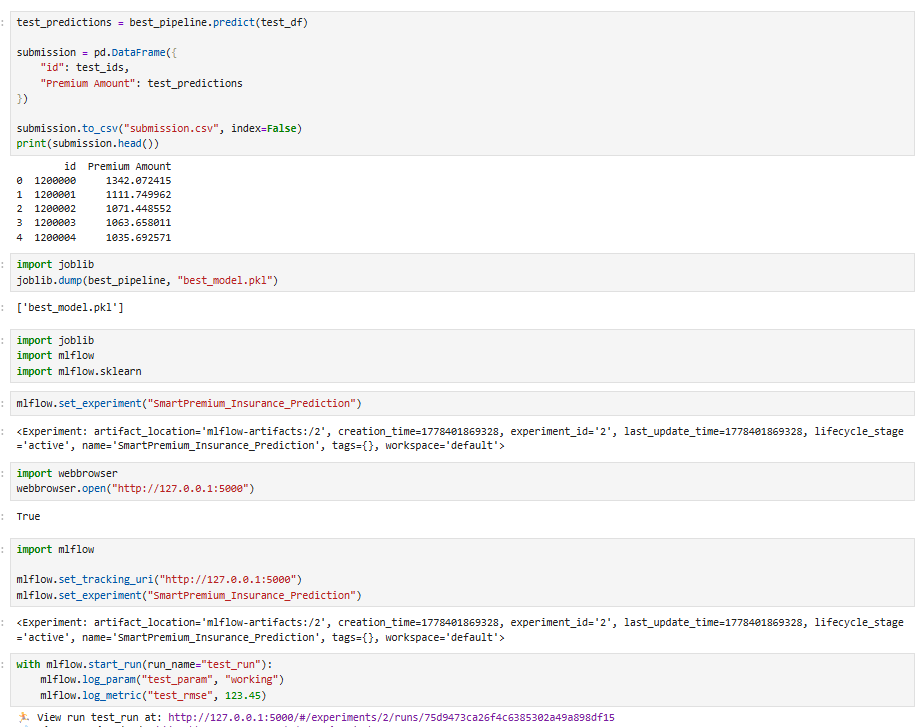 test_predictions = best_pipeline.predict(test_df)
submission = pd.DataFrame({
    "id": test_ids,
    "Premium Amount": test_predictions
})
submission.to_csv("submission.csv", index=False)
print(submission.head())
        id  Premium Amount
0  1200000     1342.072415
1  1200001     1111.749962
2  1200002     1071.448552
3  1200003     1063.658011
4  1200004     1035.692571
import joblib
joblib.dump(best_pipeline, "best_model.pkl")
['best_model.pkl']
import joblib
import mlflow
import mlflow.sklearn
mlflow.set_experiment("SmartPremium_Insurance_Prediction")
<Experiment: artifact_location='mlflow-artifacts:/2', creation_time=1778401869328, experiment_id='2', last_update_time=1778401869328, lifecycle_stage
='active', name='SmartPremium_Insurance_Prediction', tags={}, workspace='default'>
import webbrowser
webbrowser.open("http://127.0.0.1:5000")
True
import mlflow
mlflow.set_tracking_uri("http://127.0.0.1:5000")
mlflow.set_experiment("SmartPremium_Insurance_Prediction")
<Experiment: artifact_location='mlflow-artifacts:/2', creation_time=1778401869328, experiment_id='2', last_update_time=1778401869328, lifecycle_stage
='active', name='SmartPremium_Insurance_Prediction', tags={}, workspace='default'>
with mlflow.start_run(run_name="test_run"):
    mlflow.log_param("test_param", "working")
    mlflow.log_metric("test_rmse", 123.45)
🏃 View run test_run at: http://127.0.0.1:5000/#/experiments/2/runs/75d9473ca26f4c6385302a49a898df15